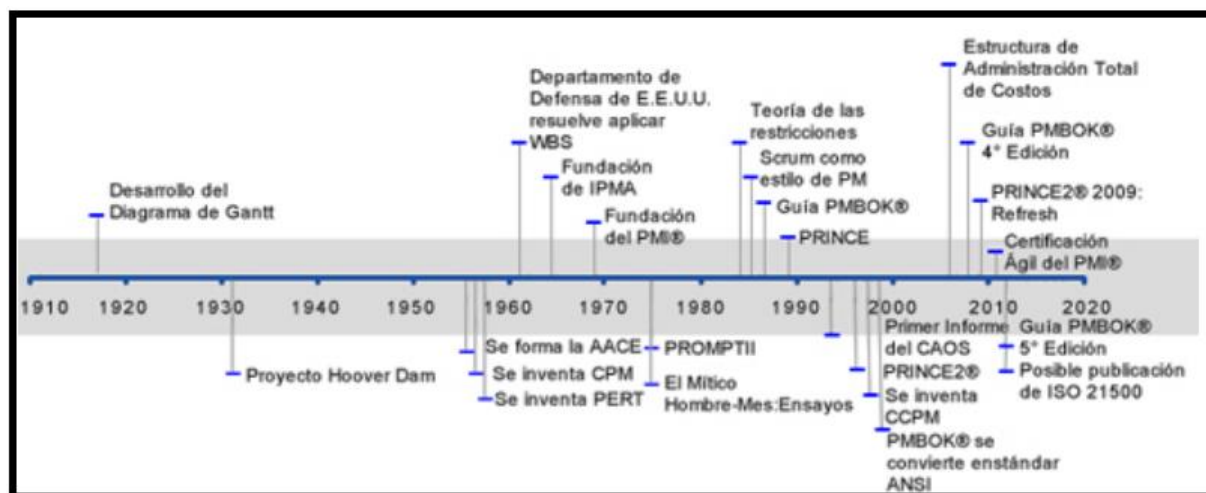 Desarrollo del
Diagrama de Gantt
Departamento de
Defensa de E.E.U.U.
resuelve aplicar
WBS
Fundación
de IPMA
Fundación
del PMI®
Teoría de las
restricciones
Scrum como
estilo de PM
Guía PMBOK®
PRINCE
Estructura de
Administración Total
de Costos
Guía PMBOK®
4° Edición
PRINCE2® 2009:
Refresh
Certificación
Ágil del PMI®
1910 1920 1930 1940 1950 1960 1970 1980 1990 2000 2010 2020
Proyecto Hoover Dam
Se forma la AACE
Se inventa CPM
Se inventa PERT
PROMPTII
El Mítico
Hombre-Mes:Ensayos
Primer Informe
del CAOS
PRINCE2®
Se inventa
CCPM
PMBOK® se
convierte enstándar
ANSI
Guía PMBOK®
5° Edición
Posible publicación
de ISO 21500